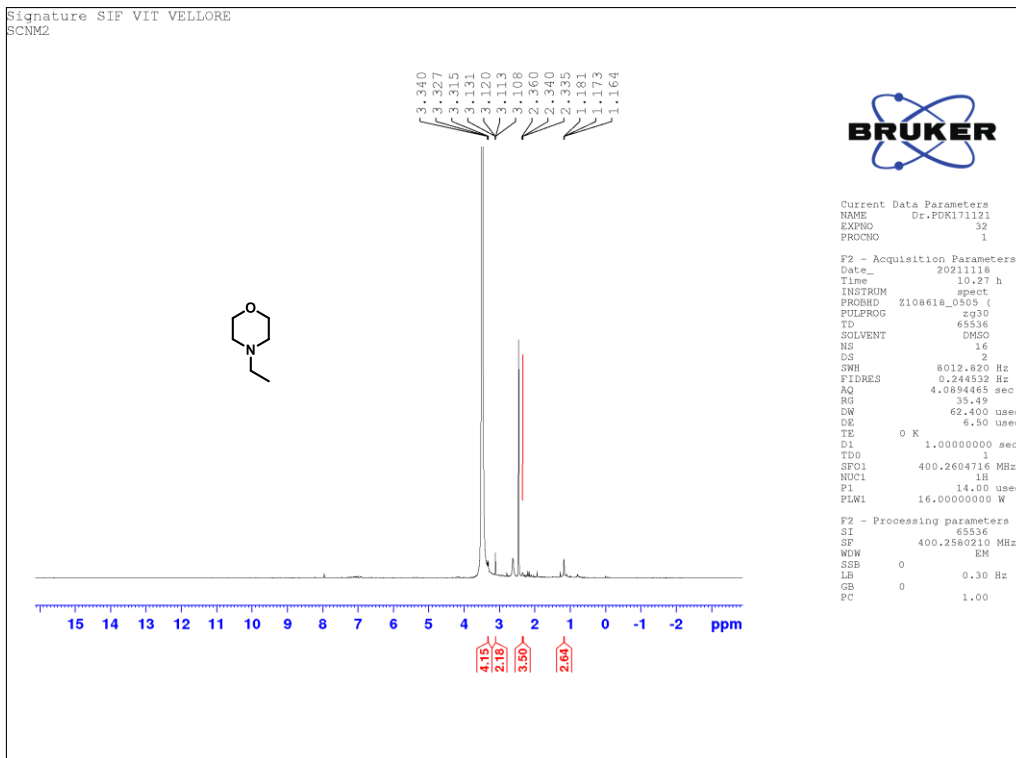 Signature SIF VIT VELLORE
SCNM2
3.340
3.327
3.315
3.131
3.120
3.113
3.108
2.360
2.340
2.335
1.181
1.173
1.164
BRUKER
Current Data Parameters
NAME Dr.PDK171121
EXPNO 32
PROCNO 1
F2 - Acquisition Parameters
Date_ 20211118
Time 10.27 h
INSTRUM spect
PROBHD Z108618_0505 (
PULPROG zg30
TD 65536
SOLVENT DMSO
NS 16
DS 2
SWH 8012.820 Hz
FIDRES 0.244532 Hz
AQ 4.0894465 sec
RG 35.49
DW 62.400 usec
DE 6.50 usec
TE 0 K
D1 1.00000000 sec
TD0 1
SFO1 400.2604716 MHz
NUC1 1H
P1 14.00 usec
PLW1 16.00000000 W
F2 - Processing parameters
SI 65536
SF 400.2580210 MHz
WDW EM
SSB 0
LB 0.30 Hz
GB 0
PC 1.00
O
N
15 14 13 12 11 10 9 8 7 6 5 4 3 2 1 0 -1 -2 ppm
4.15
2.18
3.50
2.64